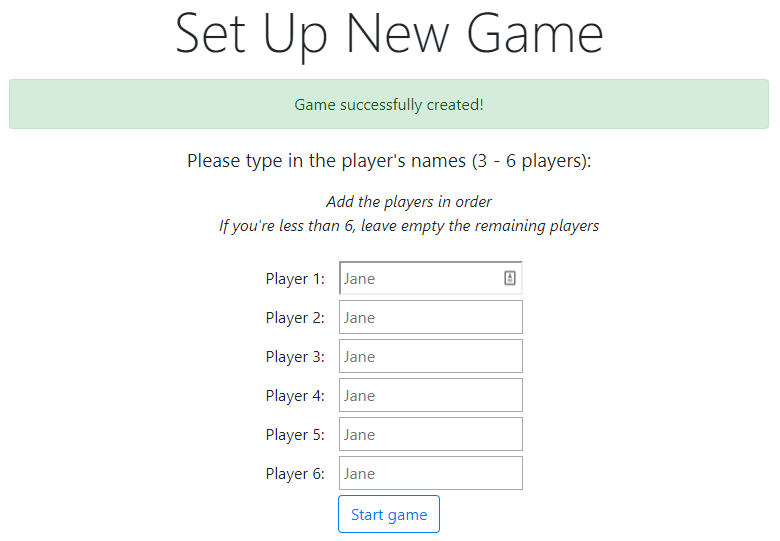 Set Up New Game
Game successfully created!
Please type in the player's names (3 - 6 players):
Add the players in order
If you're less than 6, leave empty the remaining players
Player 1: Jane
Player 2: Jane
Player 3: Jane
Player 4: Jane
Player 5: Jane
Player 6: Jane
Start game